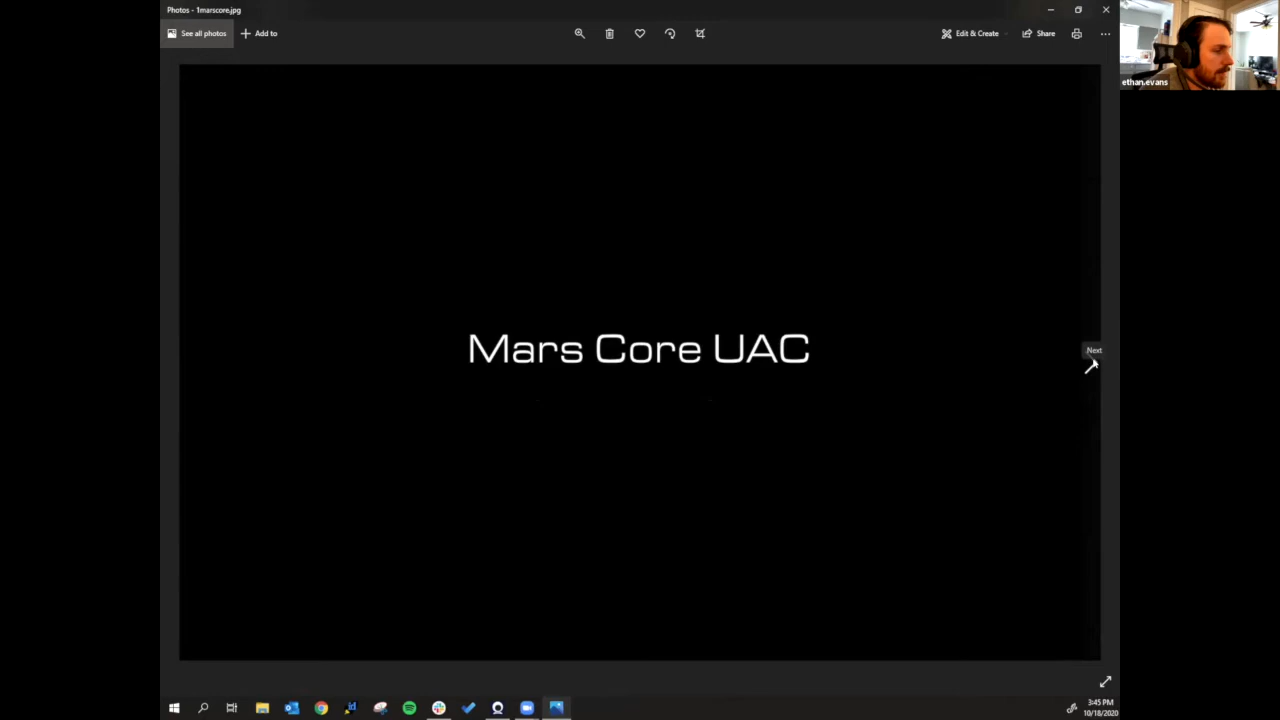 Photos - 1marscore.jpg
See all photos
Add to
Edit & Create
Share
ethan.evans
Mars Core UAC
Next
3:45 PM
10/18/2020